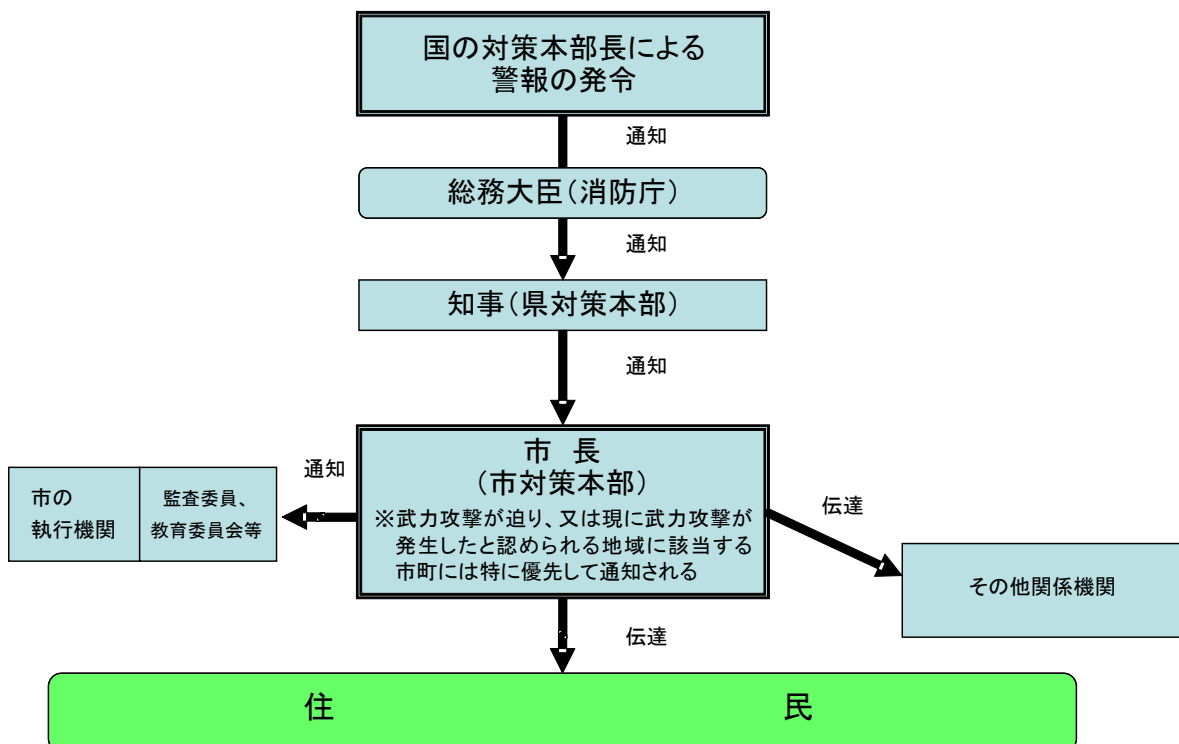 国の対策本部長による
警報の発令
通知
総務大臣(消防庁)
通知
知事(県対策本部)
通知
市 長
(市対策本部)
※武力攻撃が迫り、又は現に武力攻撃が
発生したと認められる地域に該当する
市町には特に優先して通知される
通知
市の
執行機関
監査委員、
教育委員会等
伝達
その他関係機関
伝達
住 民